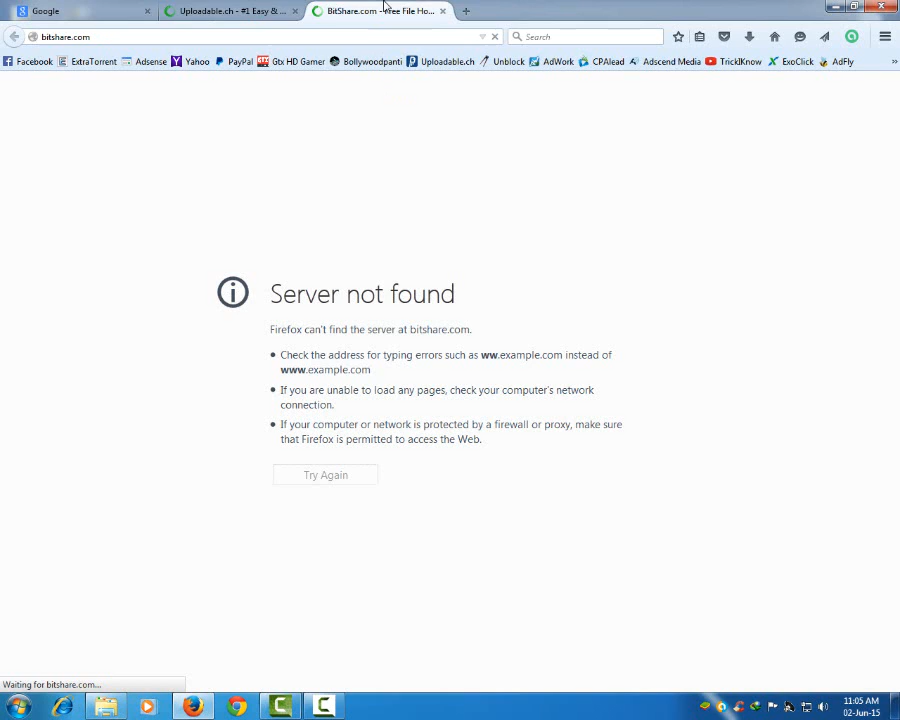 Google
Uploadable.ch - #1 Easy & ...
BitShare.com - Free File Ho...
bitshare.com
Search
Facebook
ExtraTorrent
Adsense
Yahoo
PayPal
Gtx HD Gamer
Bollywoodpanti
Uploadable.ch
Unblock
AdWork
CPAlead
Adscend Media
TrickIKnow
ExoClick
AdFly
Server not found
Firefox can't find the server at bitshare.com.
Check the address for typing errors such as ww.example.com instead of
www.example.com
If you are unable to load any pages, check your computer's network
connection.
If your computer or network is protected by a firewall or proxy, make sure
that Firefox is permitted to access the Web.
Try Again
Waiting for bitshare.com...
11:05 AM
02-Jun-15